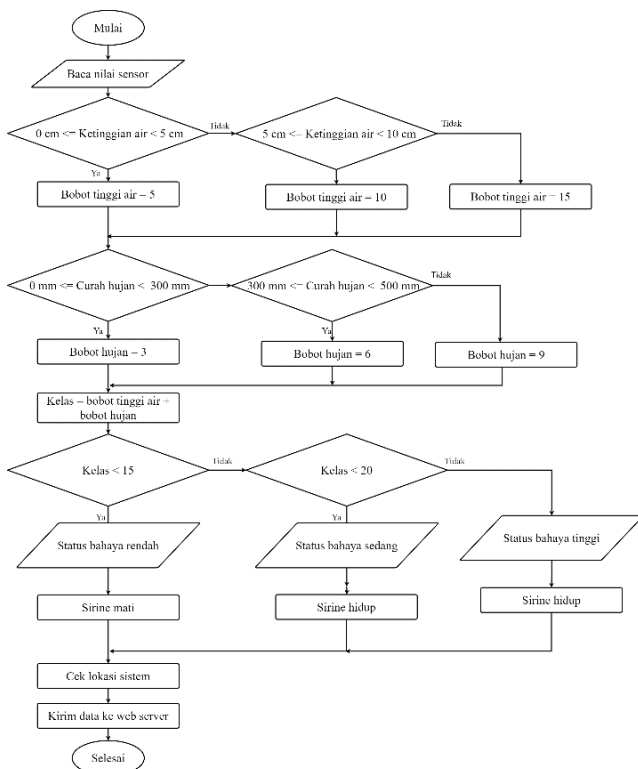 Mulai
Baca nilai sensor
0 cm <= Ketinggian air < 5 cm
Tidak
5 cm <= Ketinggian air < 10 cm
Tidak
Ya
Bobot tinggi air = 5
Bobot tinggi air = 10
Bobot tinggi air = 15
0 mm <= Curah hujan < 300 mm
300 mm <= Curah hujan < 500 mm
Tidak
Ya
Ya
Bobot hujan = 3
Bobot hujan = 6
Bobot hujan = 9
Kelas = bobot tinggi air +
bobot hujan
Kelas < 15
Tidak
Kelas < 20
Tidak
Ya
Ya
Status bahaya rendah
Status bahaya sedang
Status bahaya tinggi
Sirine mati
Sirine hidup
Sirine hidup
Cek lokasi sistem
Kirim data ke web server
Selesai